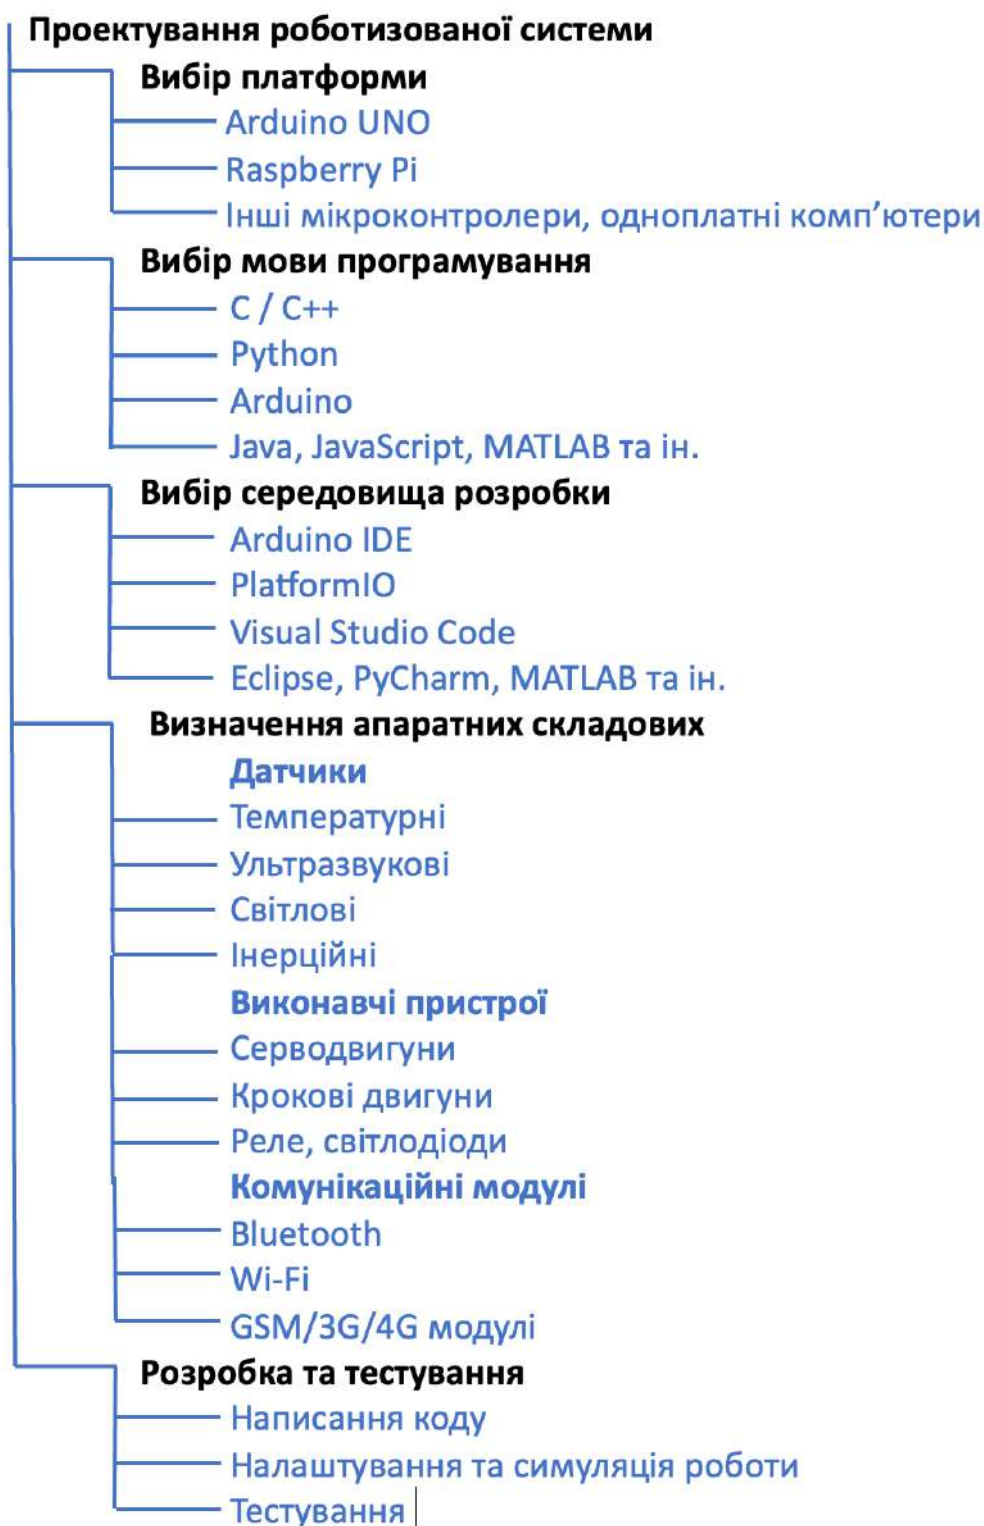 Проектування роботизованої системи
Вибір платформи
Arduino UNO
Raspberry Pi
Інші мікроконтролери, одноплатні комп’ютери
Вибір мови програмування
C / C++
Python
Arduino
Java, JavaScript, MATLAB та ін.
Вибір середовища розробки
Arduino IDE
PlatformIO
Visual Studio Code
Eclipse, PyCharm, MATLAB та ін.
Визначення апаратних складових
Датчики
Температурні
Ультразвукові
Світлові
Інерційні
Виконавчі пристрої
Серводвигуни
Крокові двигуни
Реле, світлодіоди
Комунікаційні модулі
Bluetooth
Wi-Fi
GSM/3G/4G модулі
Розробка та тестування
Написання коду
Налаштування та симуляція роботи
Тестування